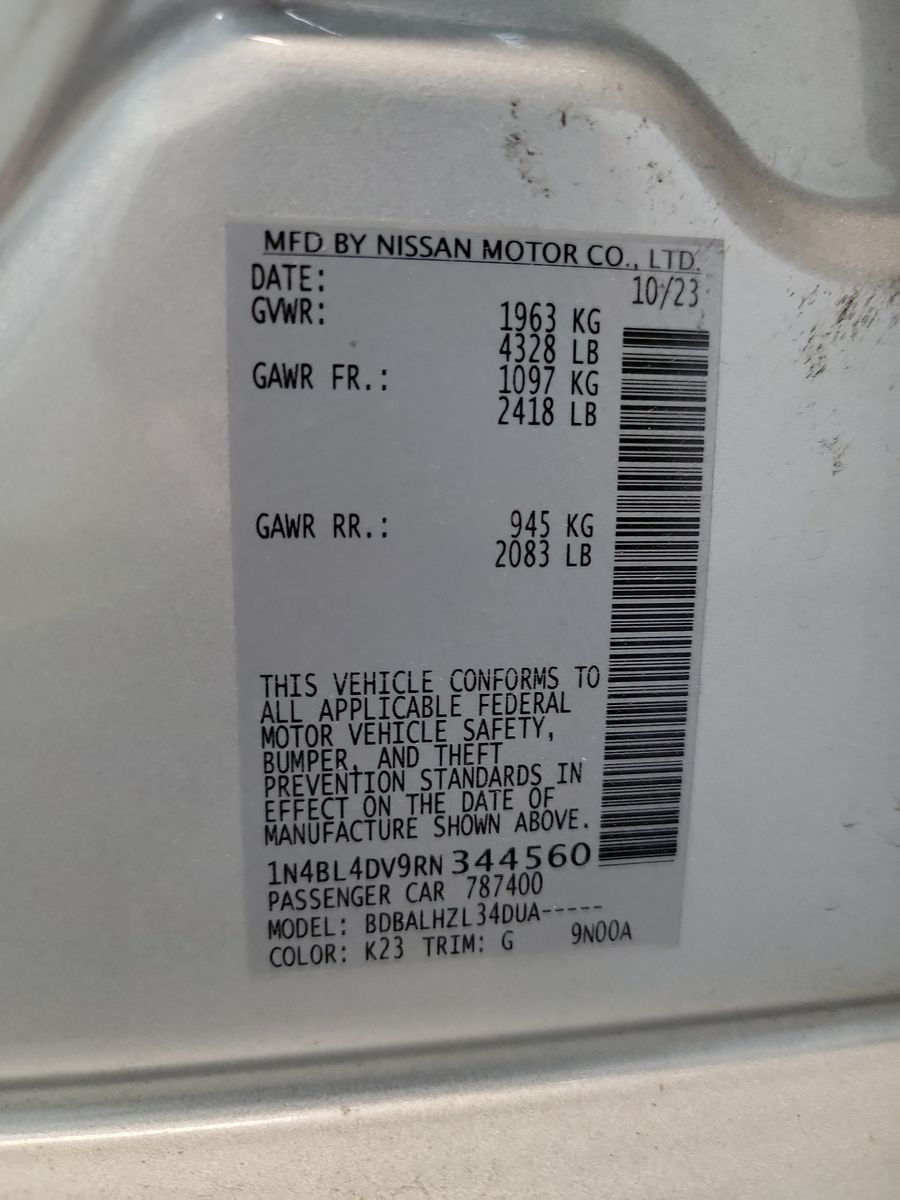 MFD BY NISSAN MOTOR CO., LTD.
DATE: 10/23
GVWR: 1963 KG
4328 LB
GAWR FR.: 1097 KG
2418 LB
GAWR RR.: 945 KG
2083 LB
THIS VEHICLE CONFORMS TO
ALL APPLICABLE FEDERAL
MOTOR VEHICLE SAFETY,
BUMPER, AND THEFT
PREVENTION STANDARDS IN
EFFECT ON THE DATE OF
MANUFACTURE SHOWN ABOVE.
1N4BL4DV9RN 344560
PASSENGER CAR 787400
MODEL: BDBALHZL34DUA-----
COLOR: K23 TRIM: G 9N00A